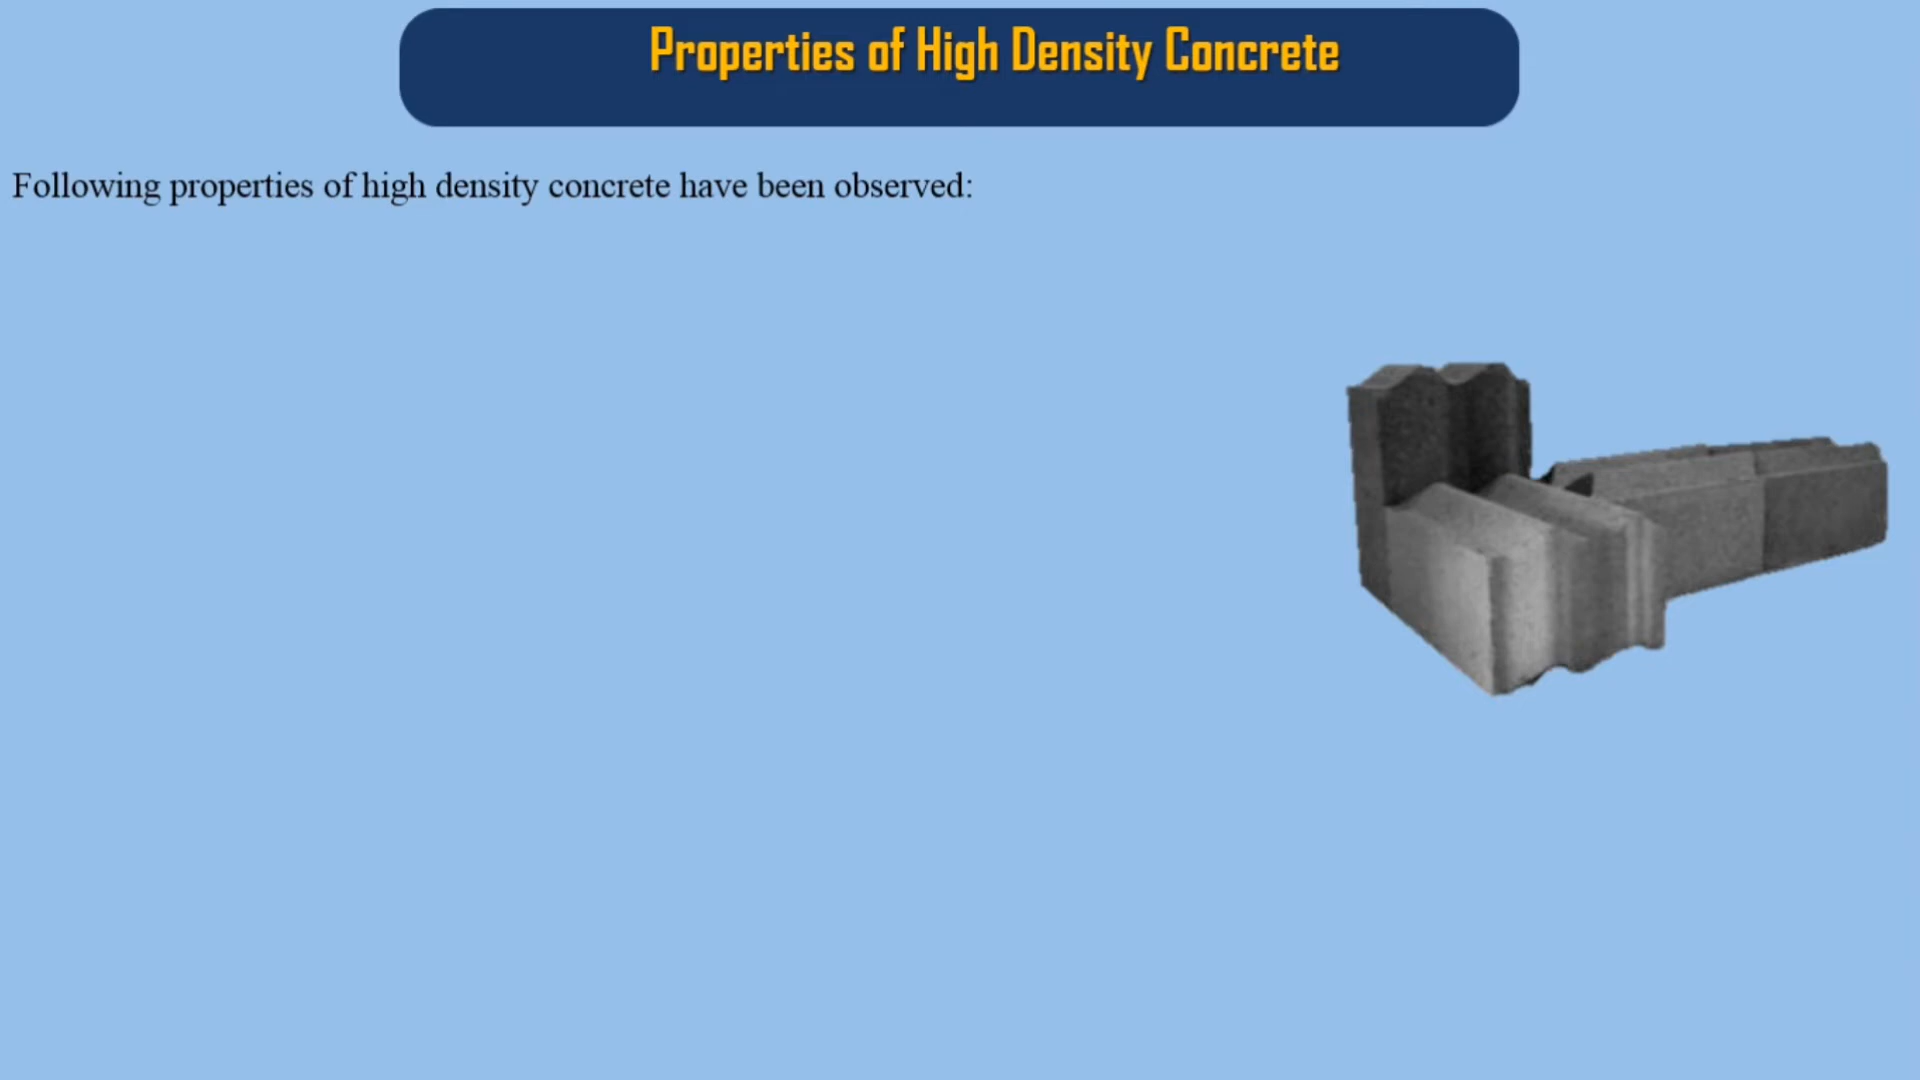 Properties of High Density Concrete
Following properties of high density concrete have been observed: